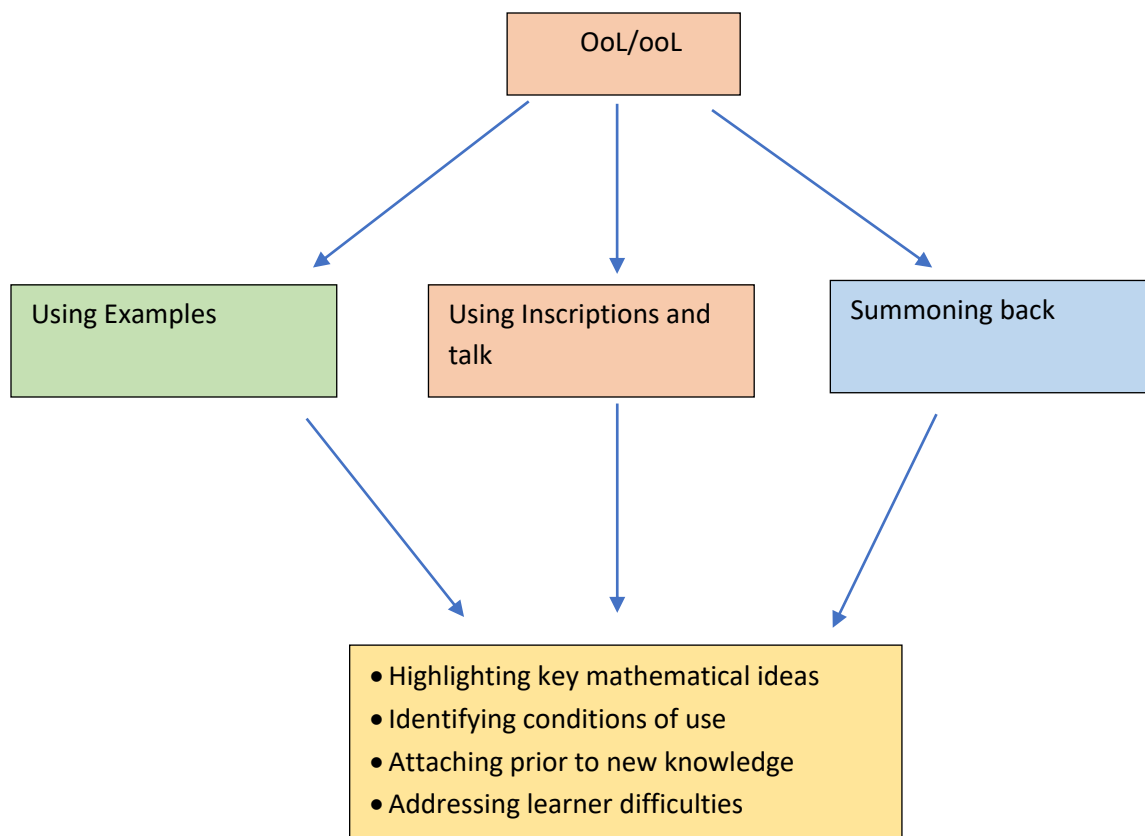 OoL/ooL
Using Examples
Using Inscriptions and
talk
Summoning back
• Highlighting key mathematical ideas
• Identifying conditions of use
• Attaching prior to new knowledge
• Addressing learner difficulties